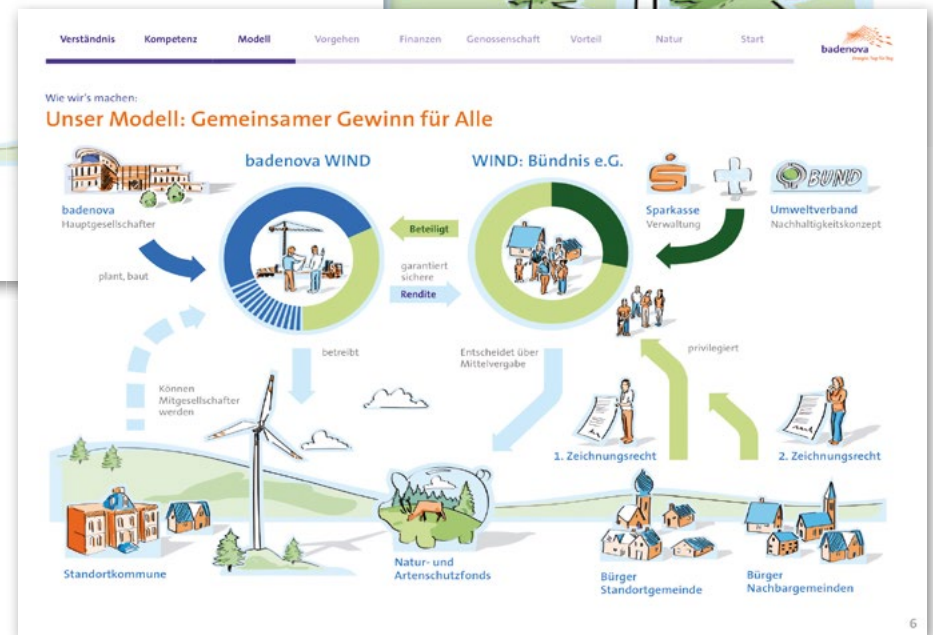 Verständnis Kompetenz Modell Vorgehen Finanzen Genossenschaft Vorteil Natur Start
badenova
Energie. Tag für Tag
Wie wir's machen:
Unser Modell: Gemeinsamer Gewinn für Alle
badenova WIND
WIND: Bündnis e.G.
BUND
badenova
Hauptgesellschafter
Sparkasse
Verwaltung
Umweltverband
Nachhaltigkeitskonzept
Beteiligt
plant, baut
garantiert
sichere
Rendite
betreibt
Entscheidet über
Mittelvergabe
privilegiert
Können
Mitgesellschafter
werden
1. Zeichnungsrecht
2. Zeichnungsrecht
Standortkommune
Natur- und
Artenschutzfonds
Bürger
Standortgemeinde
Bürger
Nachbargemeinden
6